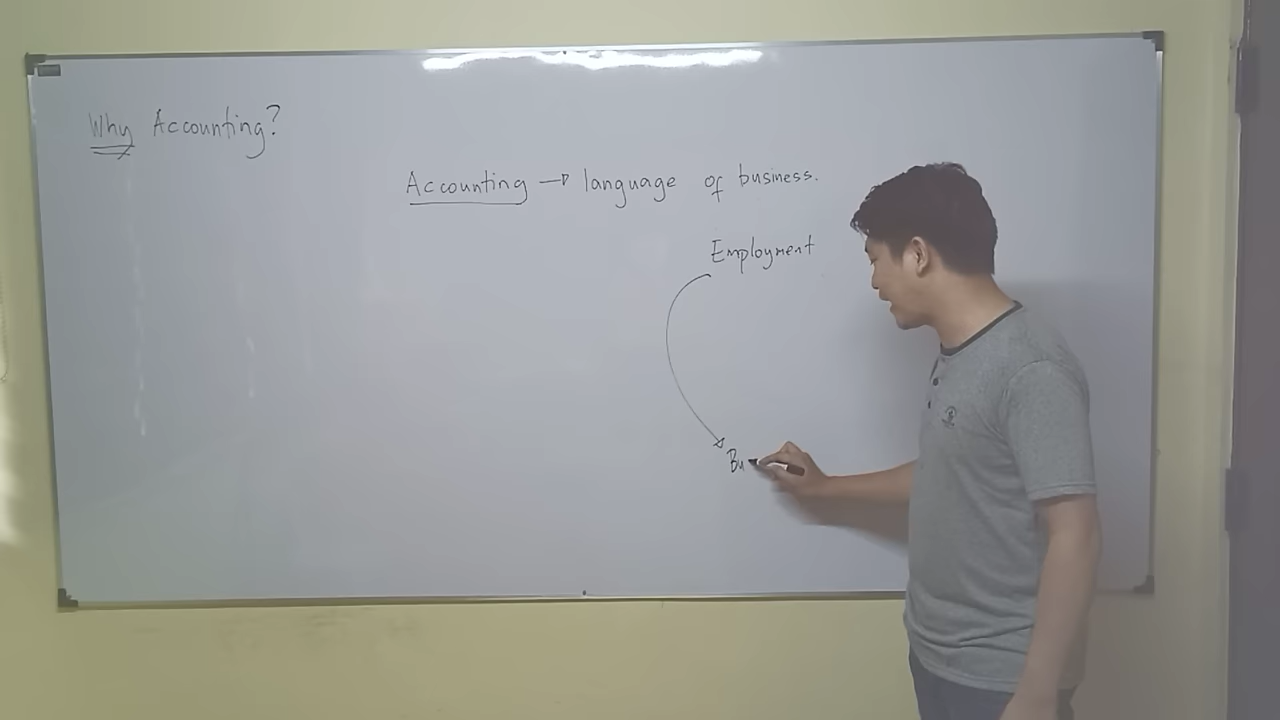 Why Accounting?
Accounting → language of business.
Employment
Bu